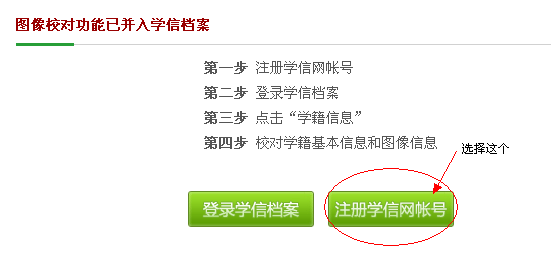 图像校对功能已并入学信档案
第一步 注册学信网帐号
第二步 登录学信档案
第三步 点击“学籍信息”
第四步 校对学籍基本信息和图像信息
选择这个
登录学信档案 注册学信网帐号